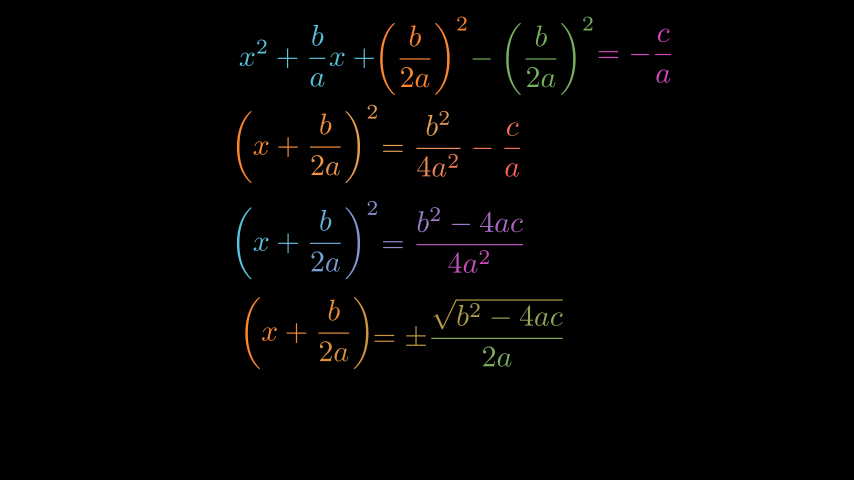 x² + b/a x + (b/2a)² − (b/2a)² = − c/a
(x + b/2a)² = b²/4a² − c/a
(x + b/2a)² = (b² − 4ac)/4a²
(x + b/2a) = ± √(b² − 4ac)/2a